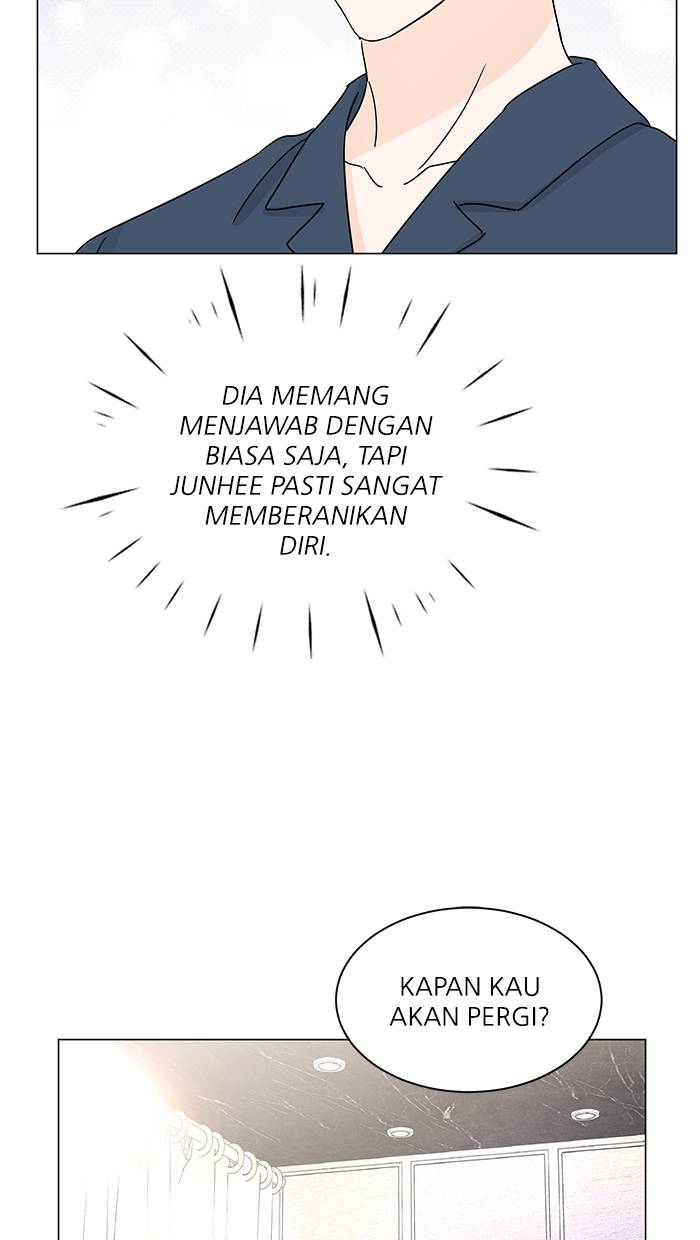 DIA MEMANG
MENJAWAB DENGAN
BIASA SAJA, TAPI
JUNHEE PASTI SANGAT
MEMBERANIKAN
DIRI.
KAPAN KAU
AKAN PERGI?